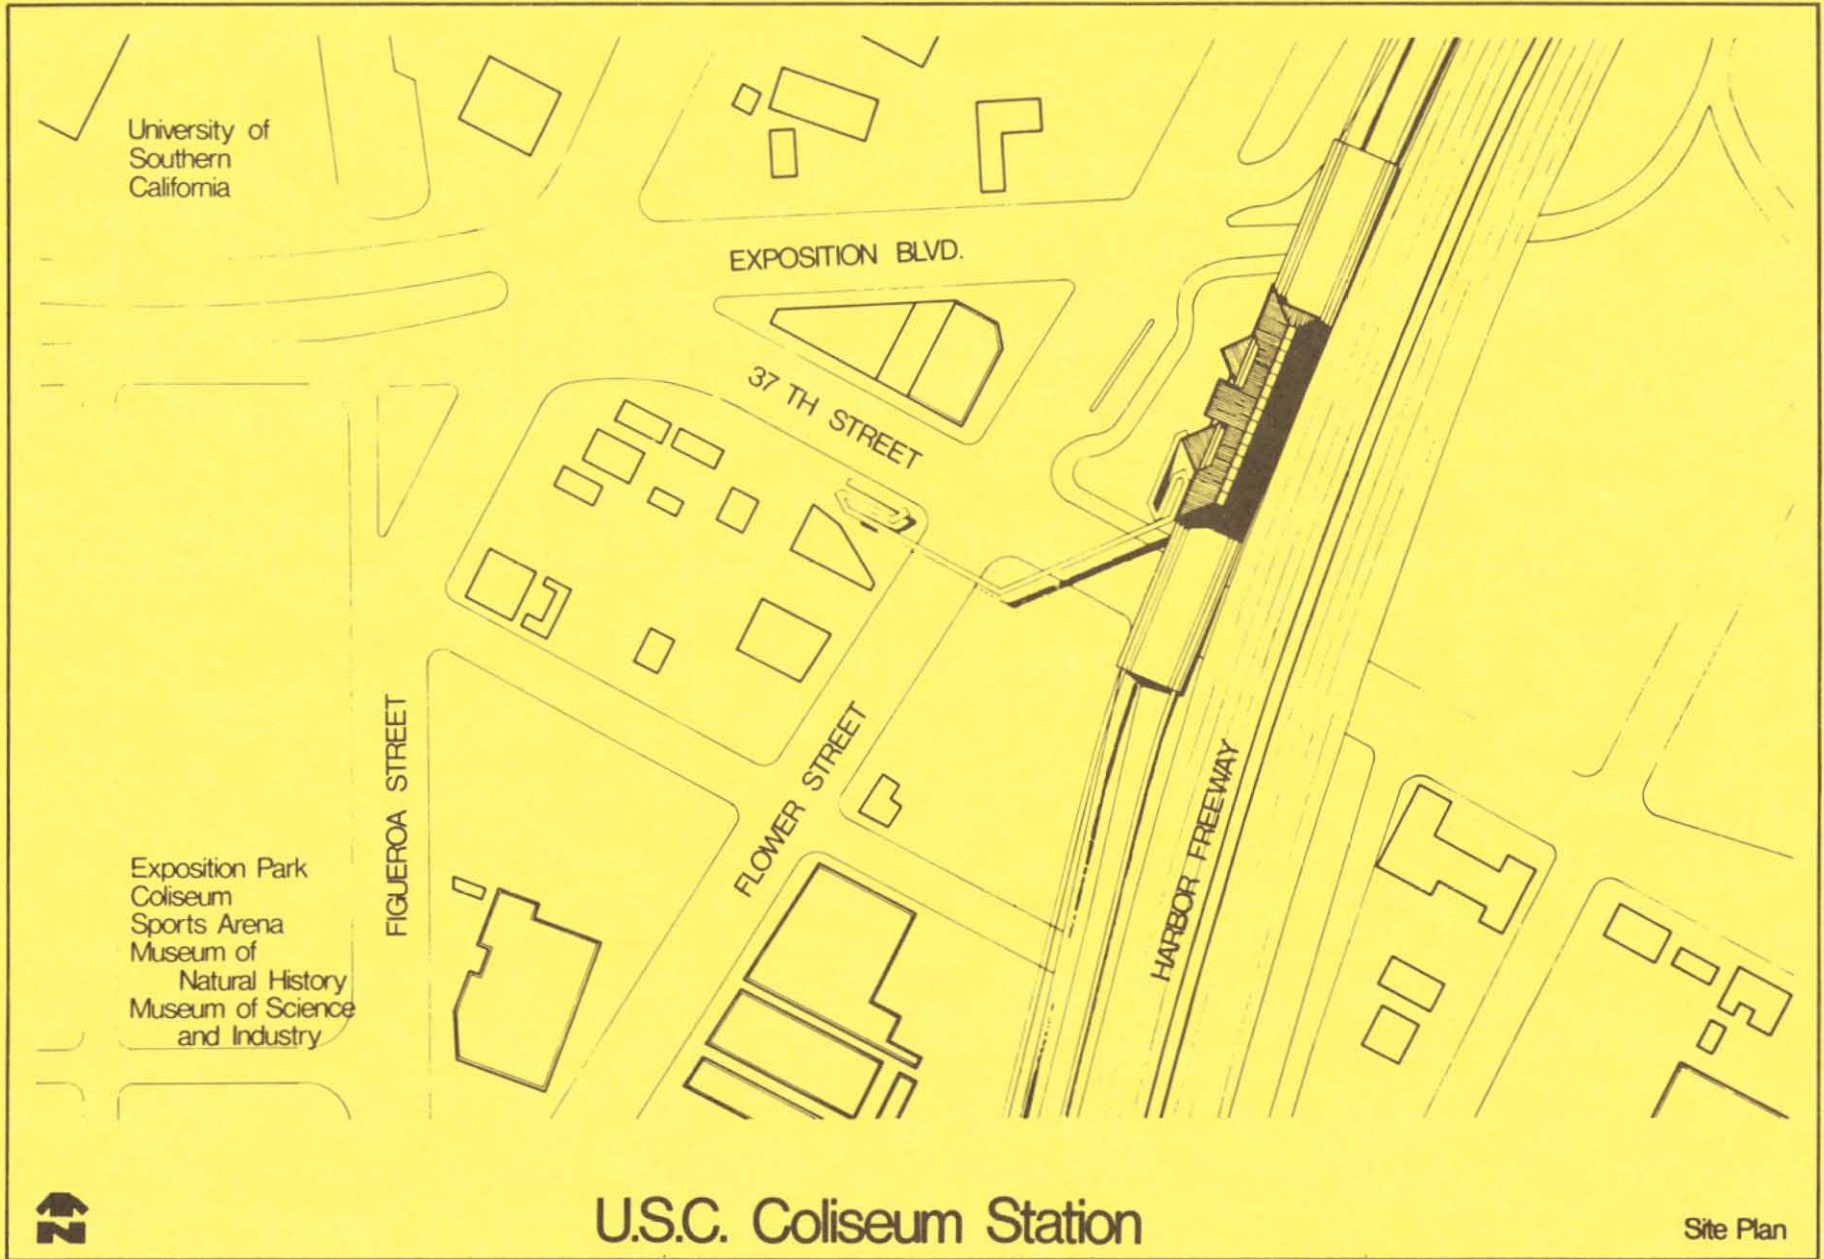 University of
Southern
California
EXPOSITION BLVD.
37 TH STREET
FIGUEROA STREET
FLOWER STREET
HARBOR FREEWAY
Exposition Park
Coliseum
Sports Arena
Museum of
Natural History
Museum of Science
and Industry
N
U.S.C. Coliseum Station
Site Plan